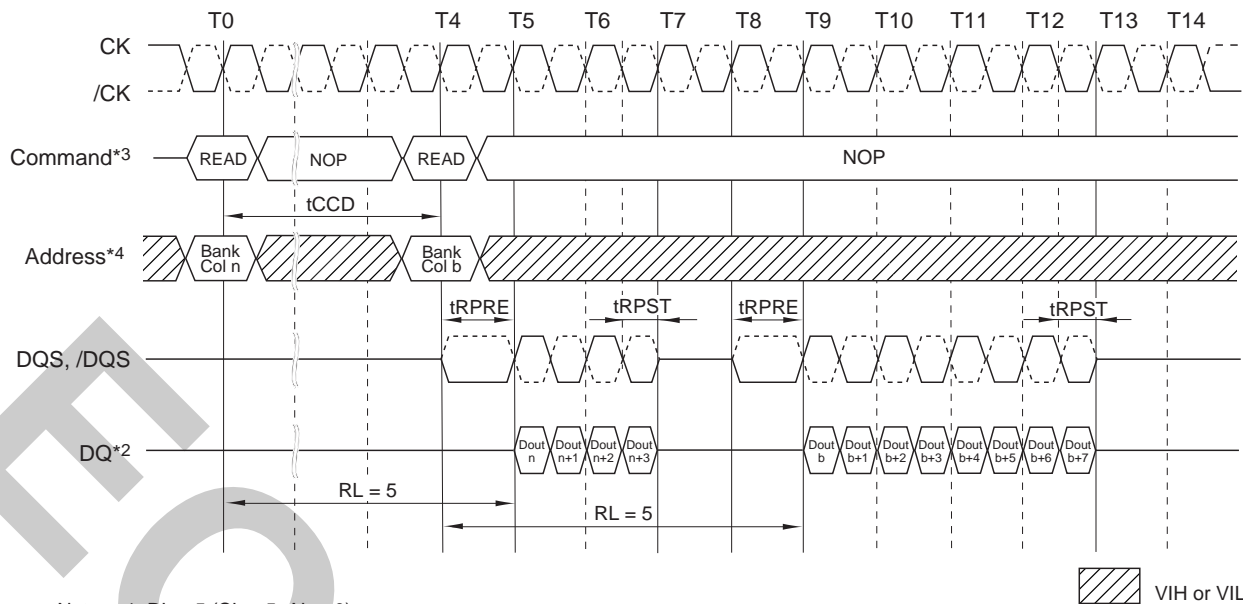 T0 T4 T5 T6 T7 T8 T9 T10 T11 T12 T13 T14
CK
/CK
Command*3 READ NOP READ NOP
tCCD
Address*4 Bank Col n Bank Col b
tRPRE tRPST tRPRE tRPST
DQS, /DQS
DQ*2 Dout n Dout n+1 Dout n+2 Dout n+3 Dout b Dout b+1 Dout b+2 Dout b+3 Dout b+4 Dout b+5 Dout b+6 Dout b+7
RL = 5
RL = 5
VIH or VIL